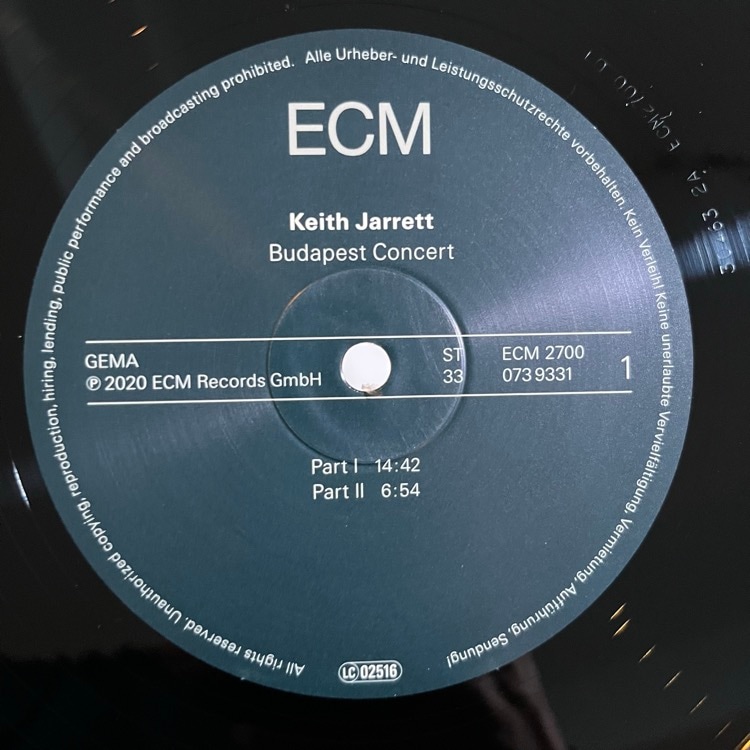 ECM
Keith Jarrett
Budapest Concert
GEMA
℗ 2020 ECM Records GmbH
ST
33
ECM 2700
073 9331
1
Part I 14:42
Part II 6:54
LC 02516
All rights reserved. Unauthorized copying, reproduction, hiring, lending, public performance and broadcasting prohibited. Alle Urheber- und Leistungsschutzrechte vorbehalten. Kein Verleih! Keine unerlaubte Vervielfältigung, Vermietung, Aufführung, Sendung!